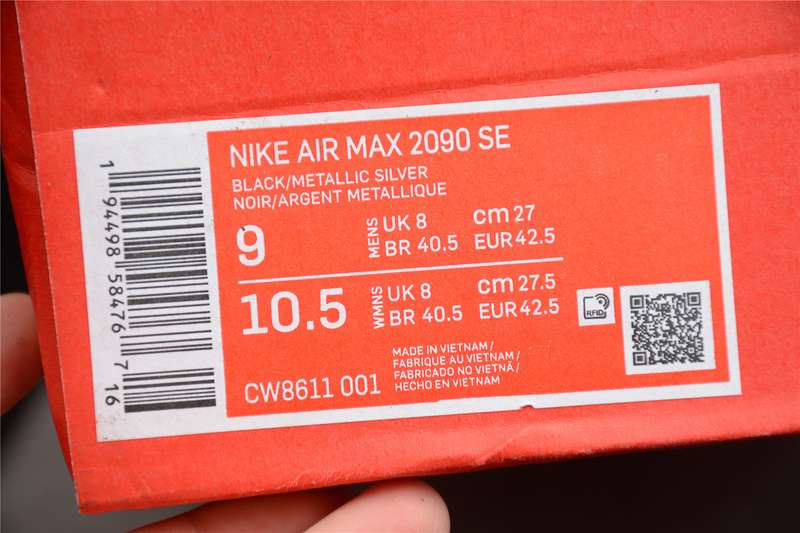 NIKE AIR MAX 2090 SE
BLACK/METALLIC SILVER
NOIR/ARGENT METALLIQUE
9
MENS
UK 8 cm 27
BR 40.5 EUR 42.5
10.5
WMNS
UK 8 cm 27.5
BR 40.5 EUR 42.5
RFID
CW8611 001
MADE IN VIETNAM /
FABRIQUE AU VIETNAM /
FABRICADO NO VIETNÃ /
HECHO EN VIETNAM
1 94498 58476 7 16